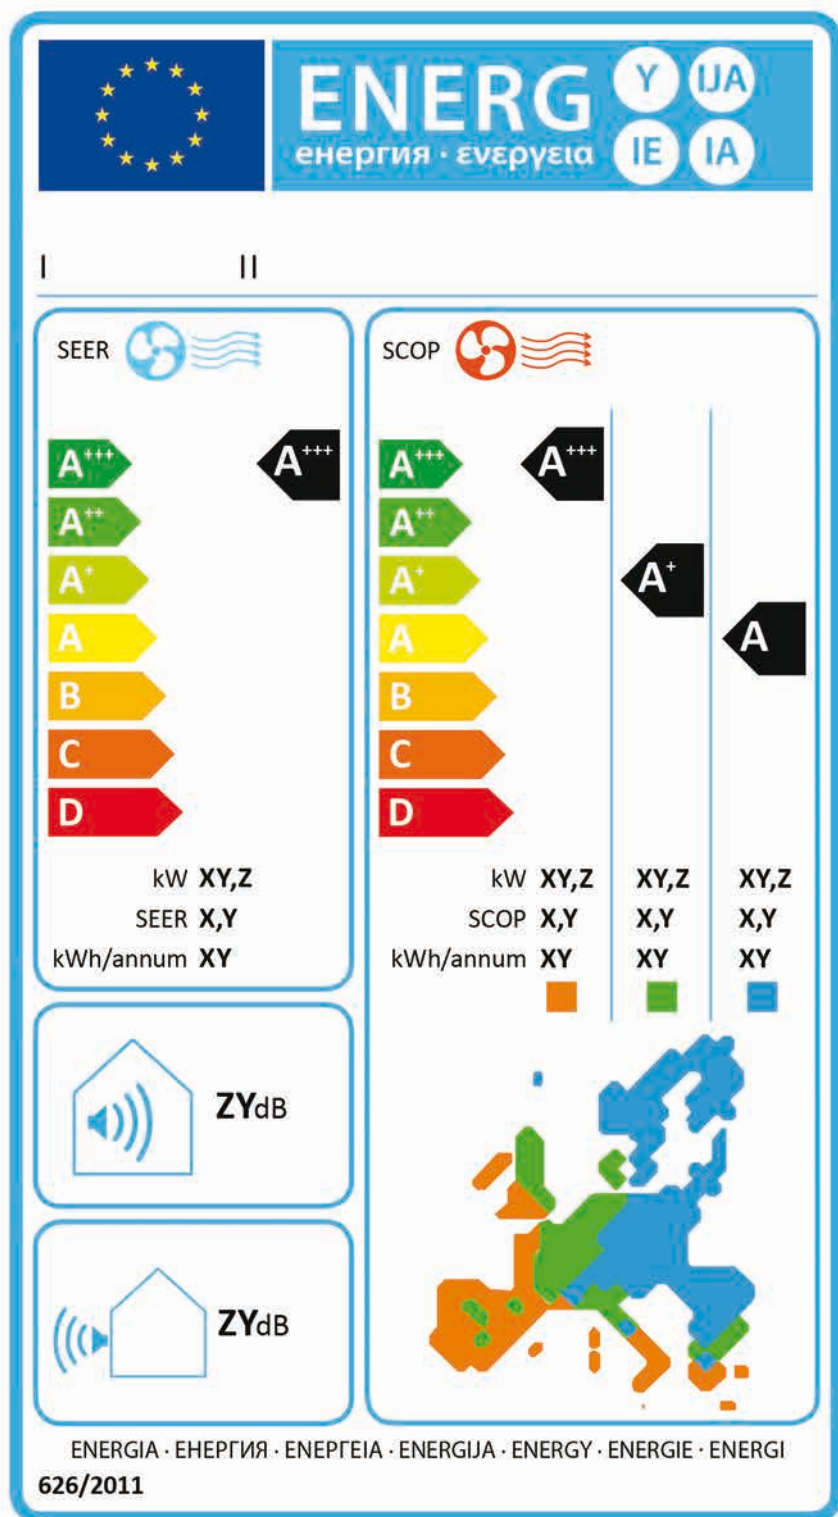 ENERG Y IJA
енергия · ενεργεια IE IA
I II
SEER
A+++ A+++
A++
A+
A
B
C
D
kW XY,Z
SEER X,Y
kWh/annum XY
SCOP
A+++ A+++
A++
A+ A+
A A
B
C
D
kW XY,Z XY,Z XY,Z
SCOP X,Y X,Y X,Y
kWh/annum XY XY XY
ZYdB
ZYdB
ENERGIA · ЕНЕРГИЯ · ΕΝΕΡΓΕΙΑ · ENERGIJA · ENERGY · ENERGIE · ENERGI
626/2011